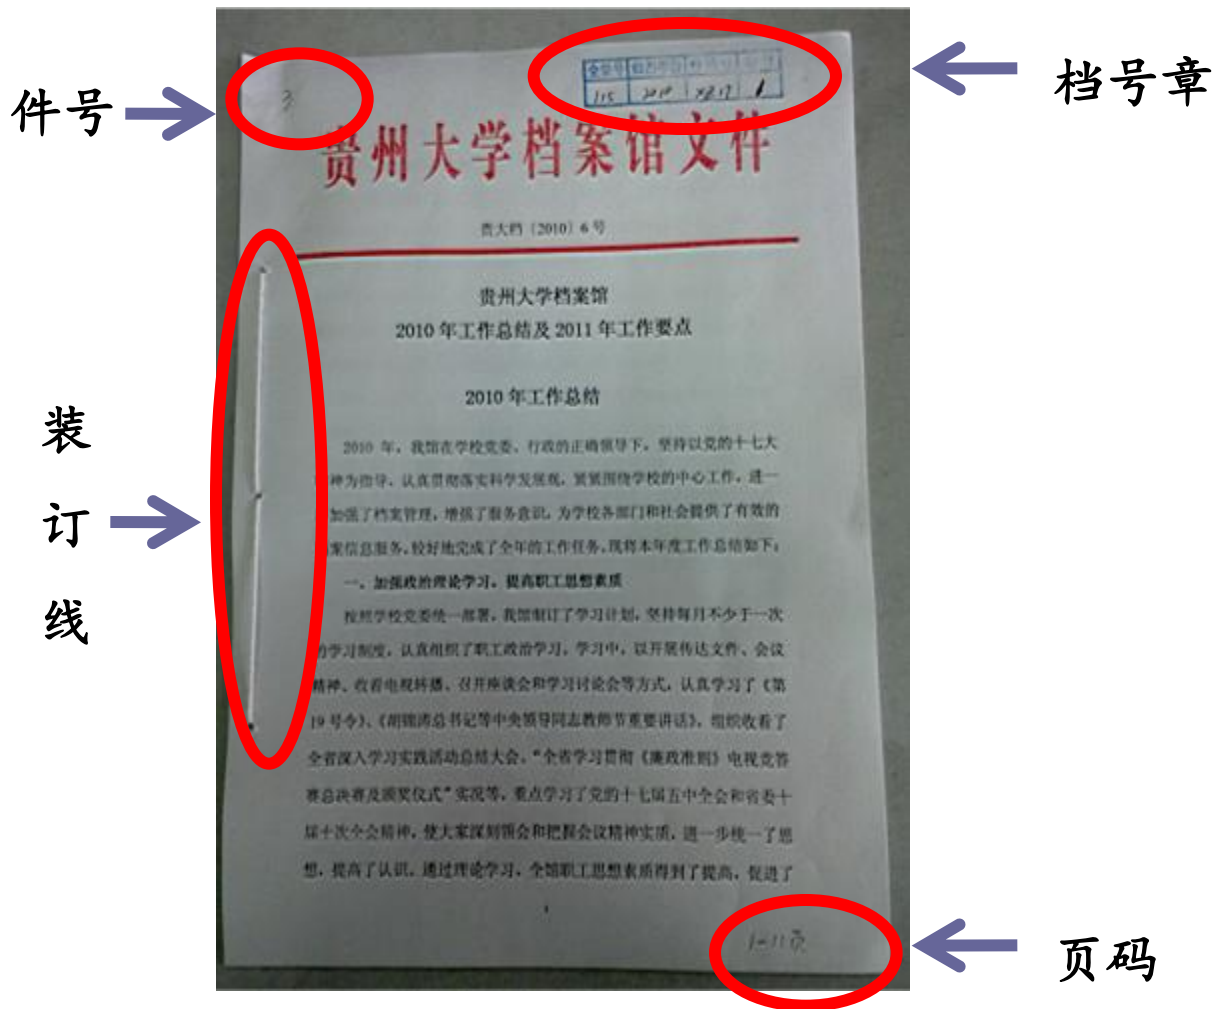 件号
档号章
3
115 2010 XZ17 1
贵州大学档案馆文件
贵大档〔2010〕6号
贵州大学档案馆
2010年工作总结及2011年工作要点
2010年工作总结
2010 年，我馆在学校党委、行政的正确领导下，坚持以党的十七大
神为指导、认真贯彻落实科学发展观，紧紧围绕学校的中心工作，进一
加强了档案管理，增强了服务意识，为学校各部门和社会提供了有效的
案信息服务，较好地完成了全年的工作任务，现将本年度工作总结如下：
一、加强政治理论学习，提高职工思想素质
按照学校党委统一部署，我馆制订了学习计划，坚持每月不少于一次
的学习制度，认真组织了职工政治学习，学习中，以开展传达文件、会议
精神、收看电视转播、召开座谈会和学习讨论会等方式，认真学习了《第
19号令》、《胡锦涛总书记等中央领导同志教师节重要讲话》，组织收看了
全省深入学习实践活动总结大会、“全省学习贯彻《廉政准则》电视竞答
赛总决赛及颁奖仪式”实况等，重点学习了党的十七届五中全会和省委十
届十次全会精神，使大家深刻领会和把握会议精神实质，进一步统一了思
想，提高了认识，通过理论学习，全馆职工思想素质得到了提高，促进了
1-11页
装
订
线
页码